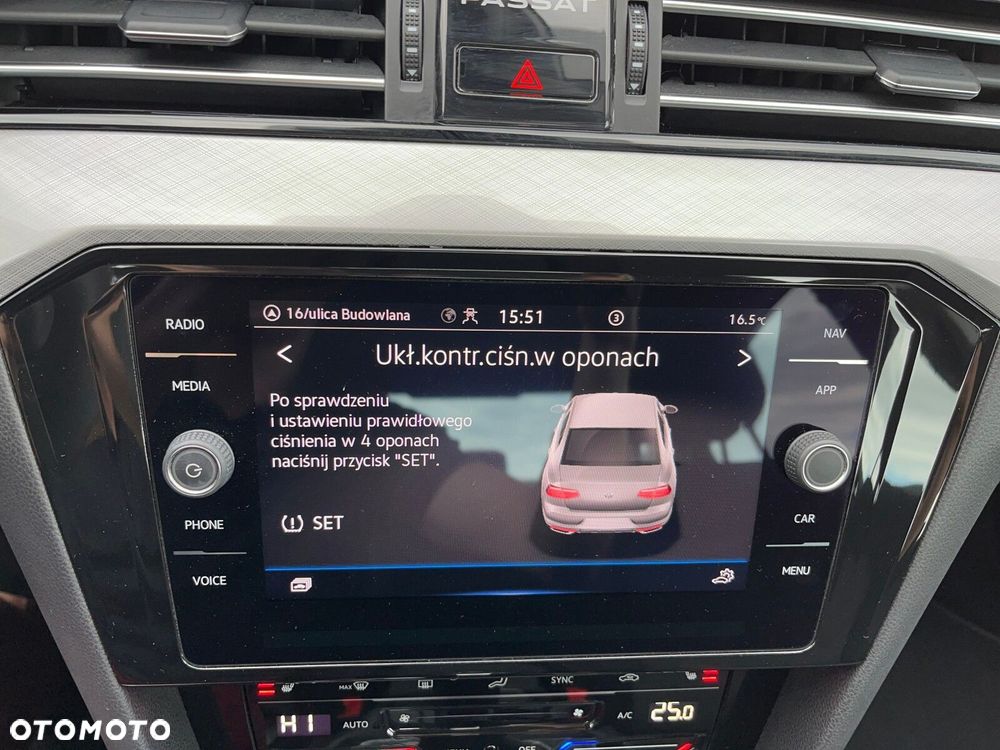 PASSAT
RADIO
MEDIA
PHONE
VOICE
16/ulica Budowlana
15:51
3
16.5°C
< Ukł.kontr.ciśn.w oponach >
Po sprawdzeniu
i ustawieniu prawidłowego
ciśnienia w 4 oponach
naciśnij przycisk "SET".
SET
NAV
APP
CAR
MENU
MAX
SYNC
HI
AUTO
A/C
25.0
OFF
OTOMOTO